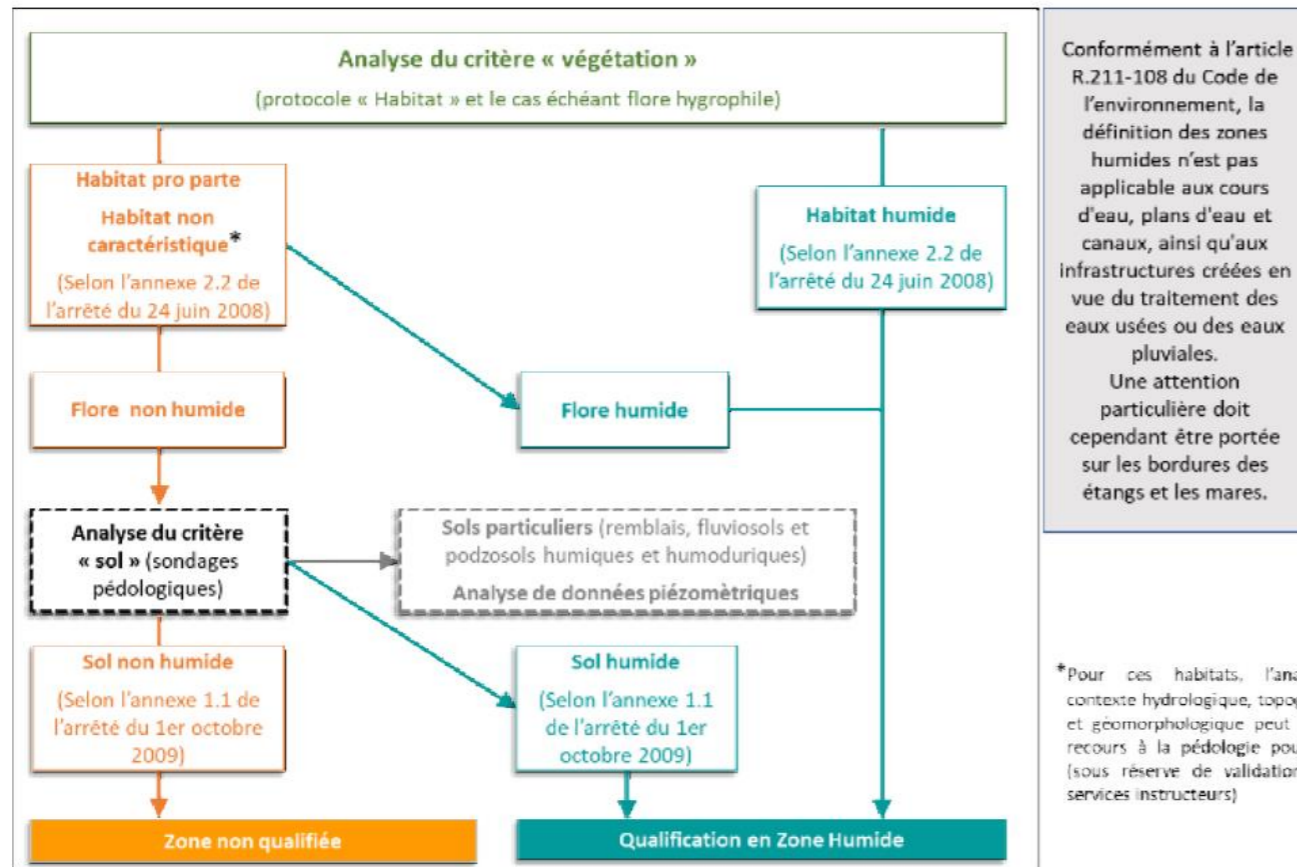 Analyse du critère « végétation »
(protocole « Habitat » et le cas échéant flore hygrophile)
Habitat pro parte
Habitat non
caractéristique*
(Selon l'annexe 2.2 de
l'arrêté du 24 juin 2008)
Habitat humide
(Selon l'annexe 2.2 de
l'arrêté du 24 juin 2008)
Flore non humide
Flore humide
Analyse du critère
« sol » (sondages
pédologiques)
Sols particuliers (remblais, fluviosols et
podzosols humiques et humoduriques)
Analyse de données piézomètriques
Sol non humide
(Selon l'annexe 1.1 de
l'arrêté du 1er octobre
2009)
Sol humide
(Selon l'annexe 1.1
de l'arrêté du 1er
octobre 2009)
Zone non qualifiée
Qualification en Zone Humide
Conformément à l'article
R.211-108 du Code de
l'environnement, la
définition des zones
humides n'est pas
applicable aux cours
d'eau, plans d'eau et
canaux, ainsi qu'aux
infrastructures créées en
vue du traitement des
eaux usées ou des eaux
pluviales.
Une attention
particulière doit
cependant être portée
sur les bordures des
étangs et les mares.
*Pour ces habitats, l'ana
contexte hydrologique, topog
et géomorphologique peut
recours à la pédologie pou
(sous réserve de validation
services instructeurs)